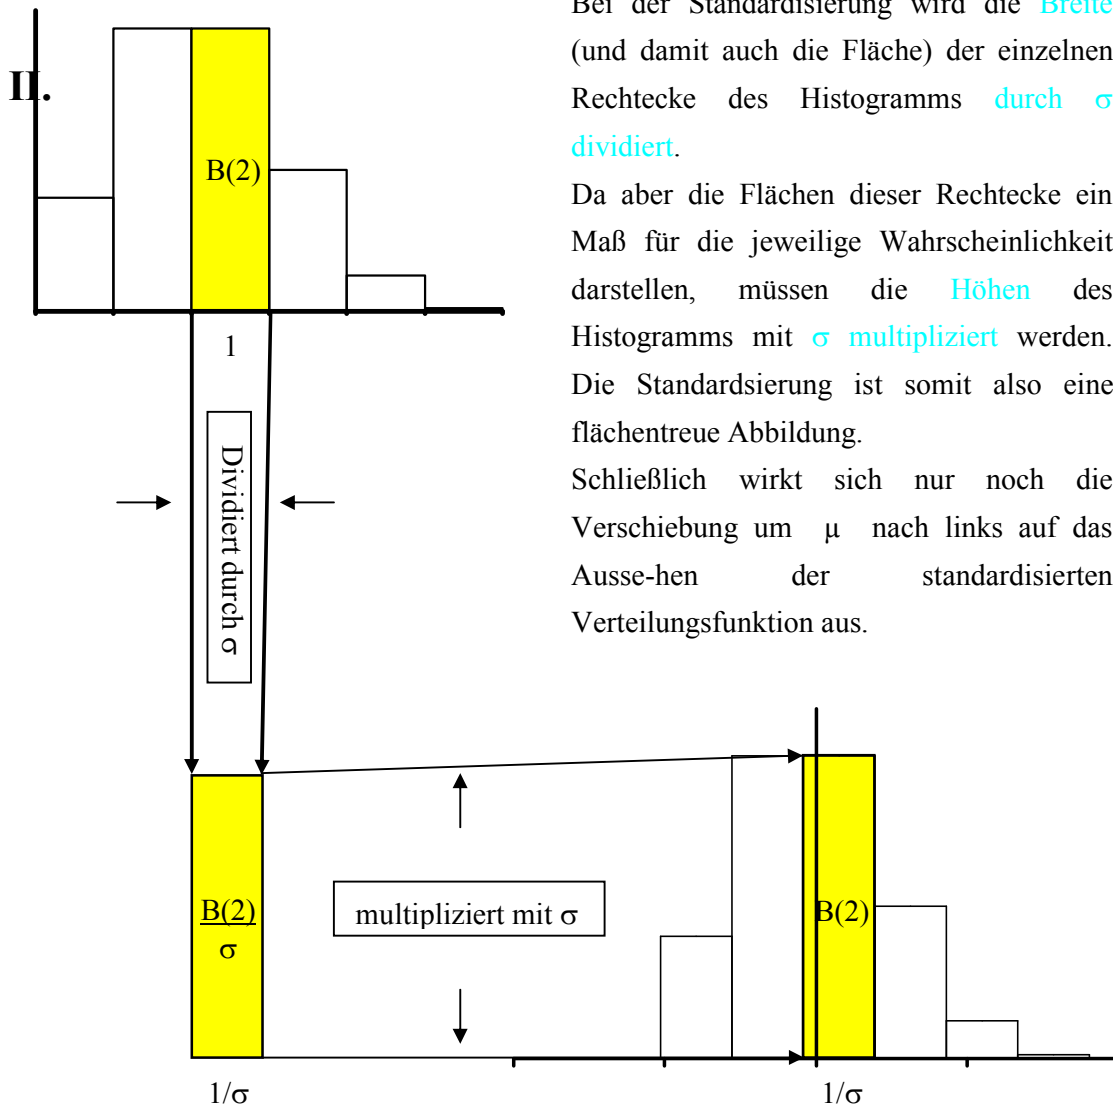 Bei der Standardisierung wird die Breite
(und damit auch die Fläche) der einzelnen
Rechtecke des Histogramms durch σ
dividiert.
Da aber die Flächen dieser Rechtecke ein
Maß für die jeweilige Wahrscheinlichkeit
darstellen, müssen die Höhen des
Histogramms mit σ multipliziert werden.
Die Standardsierung ist somit also eine
flächentreue Abbildung.
Schließlich wirkt sich nur noch die
Verschiebung um μ nach links auf das
Ausse-hen der standardisierten
Verteilungsfunktion aus.
II.
B(2)
1
Dividiert durch σ
B(2)
σ
multipliziert mit σ
B(2)
1/σ
1/σ